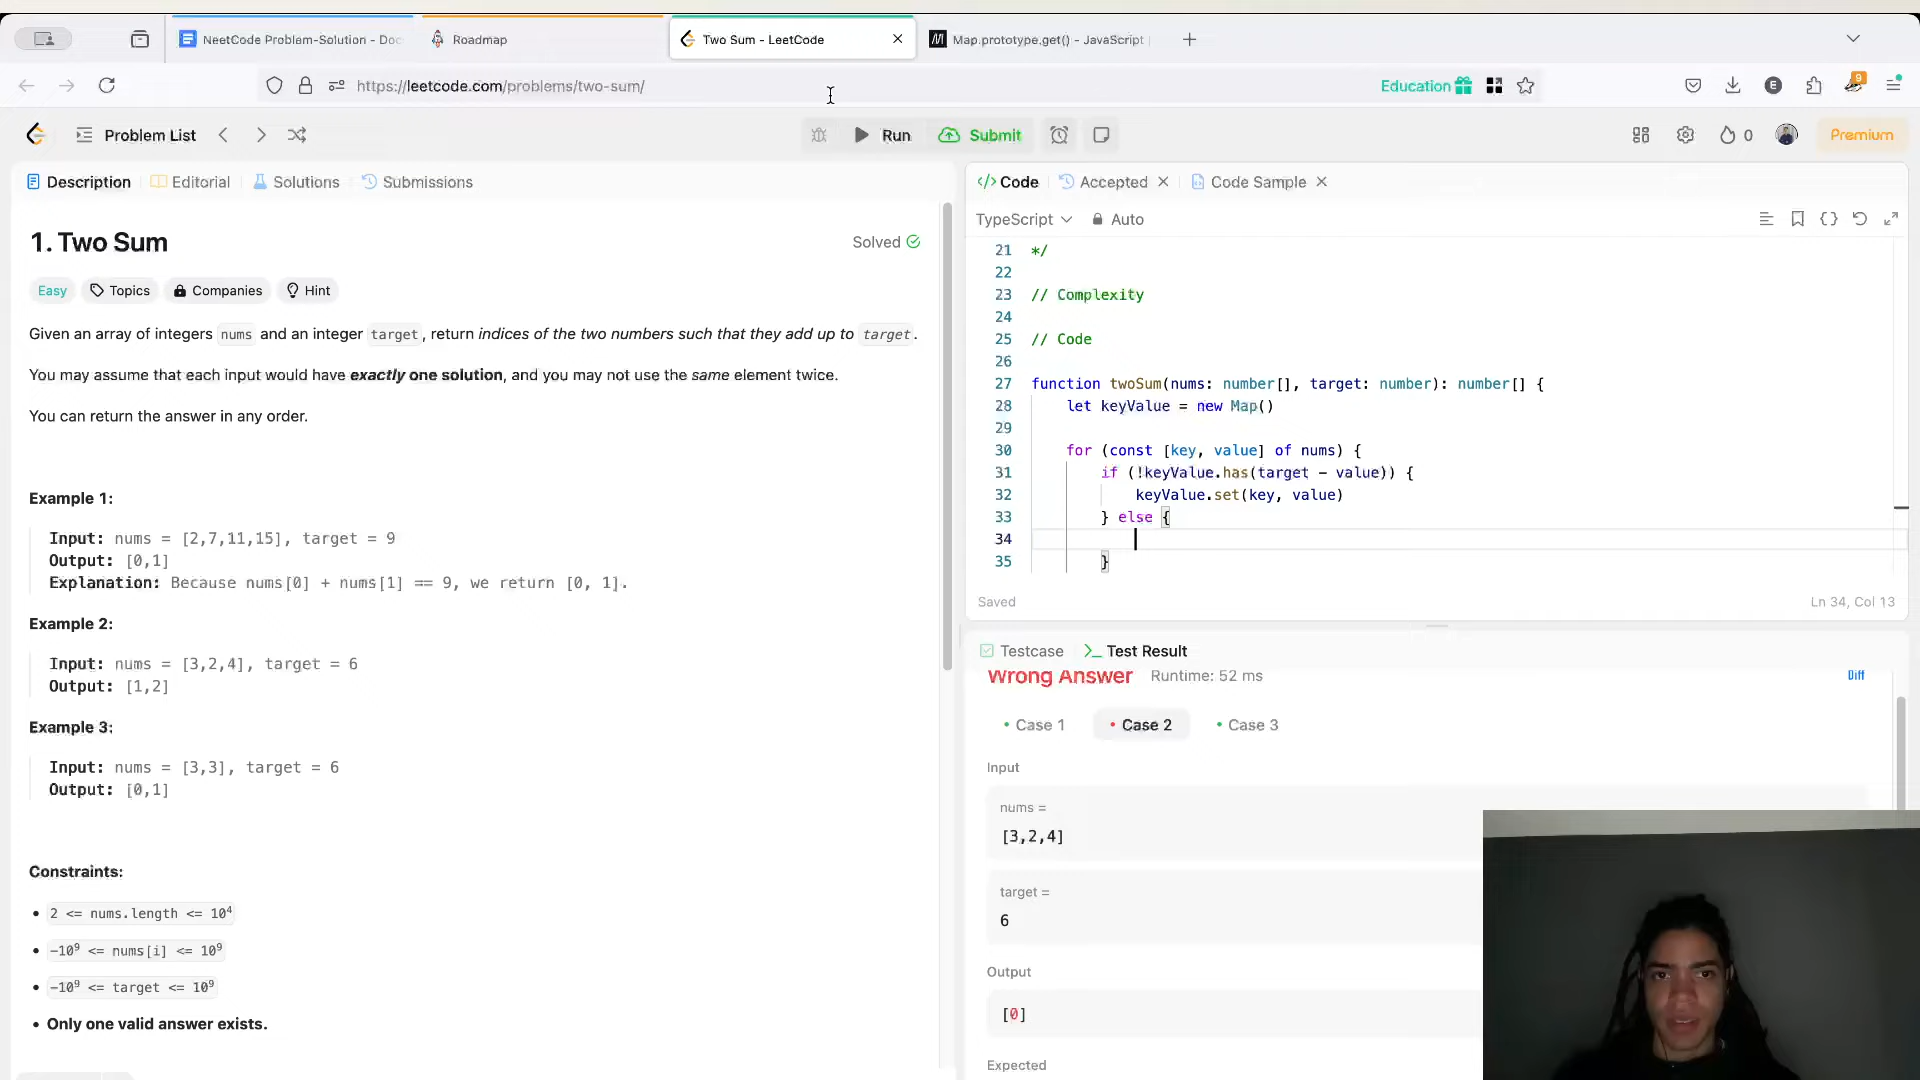 NeetCode Problem-Solution - Doc
Roadmap
Two Sum - LeetCode
Map.prototype.get() - JavaScript
https://leetcode.com/problems/two-sum/
Education
E
9
Problem List
Run
Submit
0
Premium
Description
Editorial
Solutions
Submissions
1. Two Sum
Solved
Easy
Topics
Companies
Hint
Given an array of integers nums and an integer target, return indices of the two numbers such that they add up to target.
You may assume that each input would have exactly one solution, and you may not use the same element twice.
You can return the answer in any order.
Example 1:
Input: nums = [2,7,11,15], target = 9
Output: [0,1]
Explanation: Because nums[0] + nums[1] == 9, we return [0, 1].
Example 2:
Input: nums = [3,2,4], target = 6
Output: [1,2]
Example 3:
Input: nums = [3,3], target = 6
Output: [0,1]
Constraints:
• 2 <= nums.length <= 10⁴
• -10⁹ <= nums[i] <= 10⁹
• -10⁹ <= target <= 10⁹
• Only one valid answer exists.
</> Code
Accepted
Code Sample
TypeScript
Auto
21 */
22
23 // Complexity
24
25 // Code
26
27 function twoSum(nums: number[], target: number): number[] {
28 let keyValue = new Map()
29
30 for (const [key, value] of nums) {
31 if (!keyValue.has(target - value)) {
32 keyValue.set(key, value)
33 } else {
34
35 }
Saved
Ln 34, Col 13
Testcase
>_ Test Result
Wrong Answer
Runtime: 52 ms
Diff
• Case 1
• Case 2
• Case 3
Input
nums =
[3,2,4]
target =
6
Output
[0]
Expected